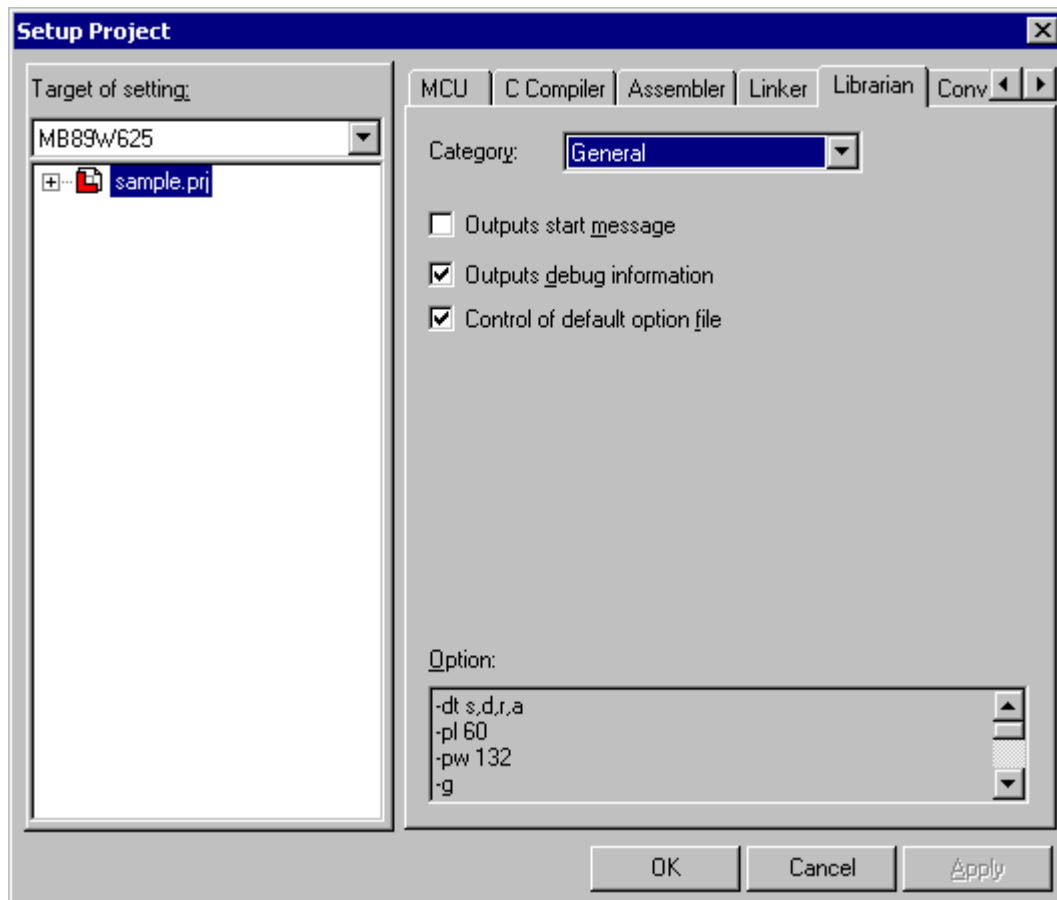 Setup Project
Target of setting:
MB89W625
sample.prj
MCU C Compiler Assembler Linker Librarian Conv
Category: General
Outputs start message
Outputs debug information
Control of default option file
Option:
-dt s,d,r,a
-pl 60
-pw 132
-g
OK Cancel Apply